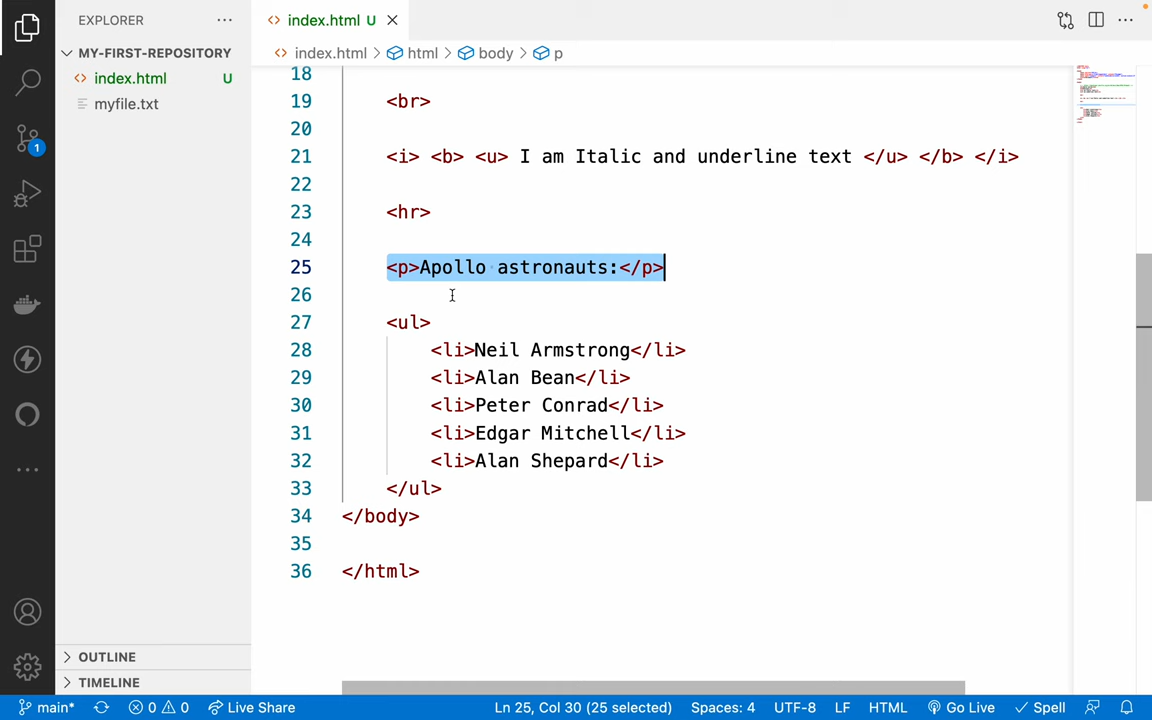 EXPLORER
index.html U
index.html > html > body > p
MY-FIRST-REPOSITORY
index.html U
myfile.txt
1
18
19 <br>
20
21 <i> <b> <u> I am Italic and underline text </u> </b> </i>
22
23 <hr>
24
25 <p>Apollo astronauts:</p>
26
27 <ul>
28 <li>Neil Armstrong</li>
29 <li>Alan Bean</li>
30 <li>Peter Conrad</li>
31 <li>Edgar Mitchell</li>
32 <li>Alan Shepard</li>
33 </ul>
34 </body>
35
36 </html>
OUTLINE
TIMELINE
main* 0 0 Live Share Ln 25, Col 30 (25 selected) Spaces: 4 UTF-8 LF HTML Go Live Spell